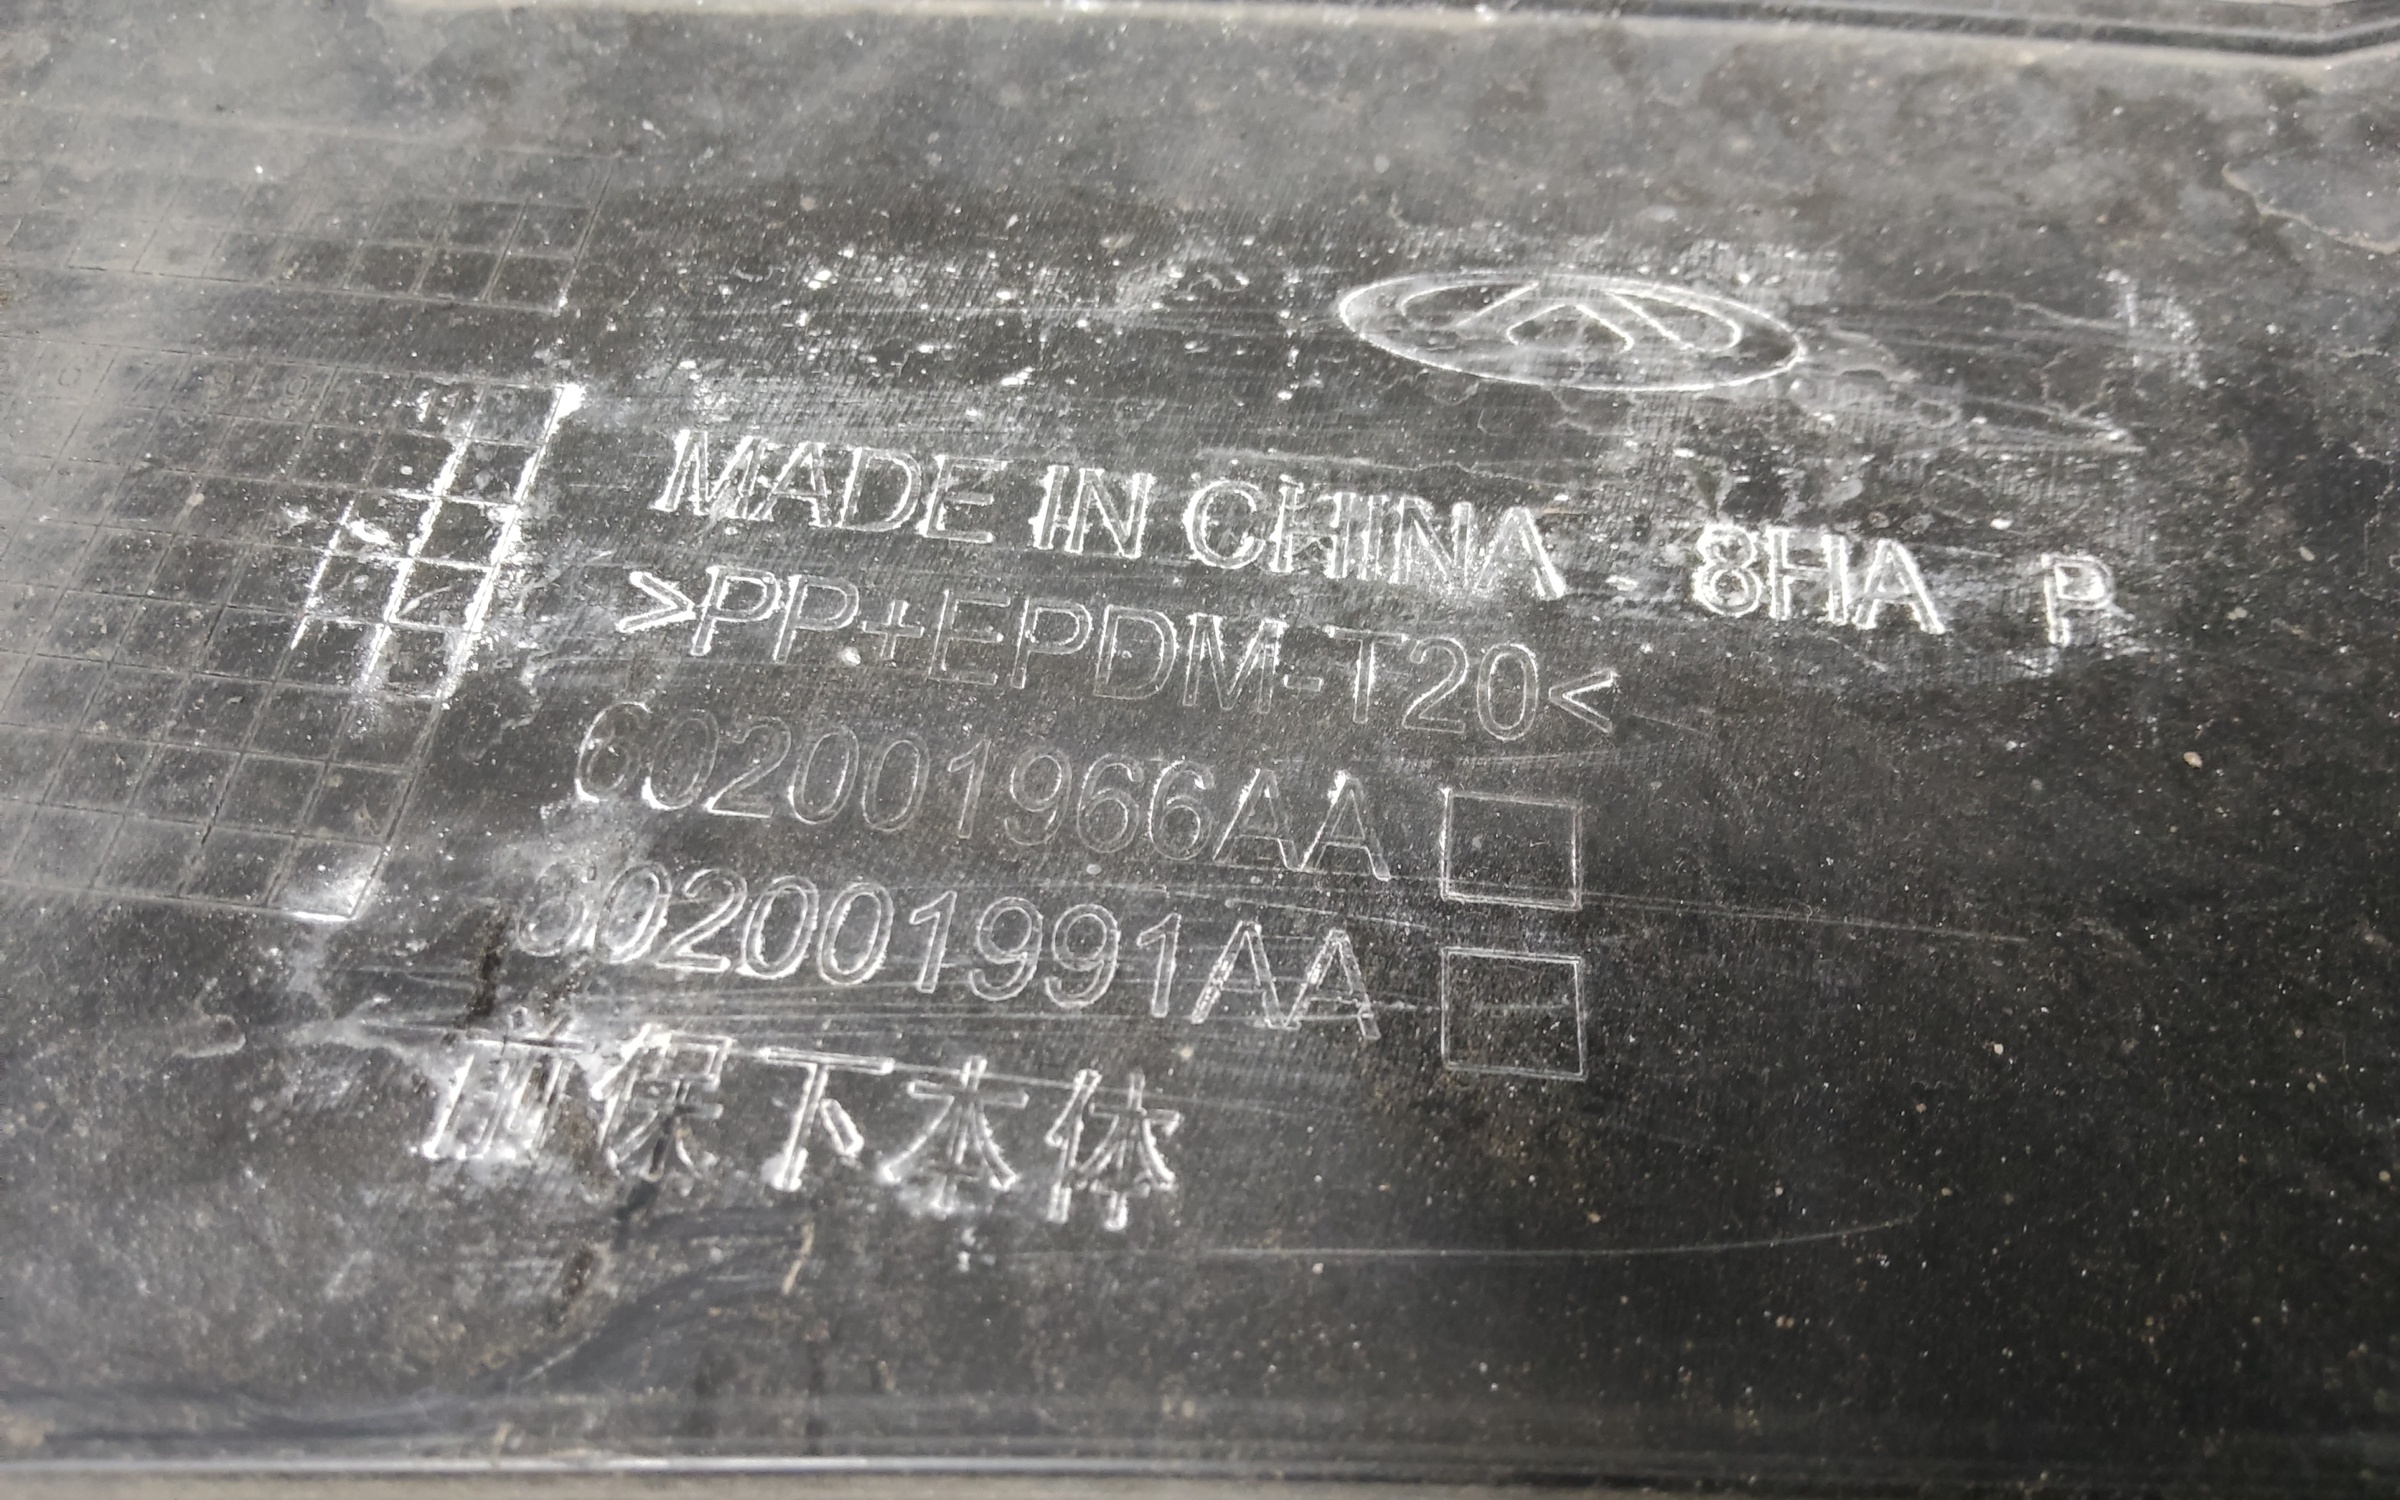 MADE IN CHINA - 8HA P
>PP+EPDM-T20<
602001966AA
602001991AA
前保下本体